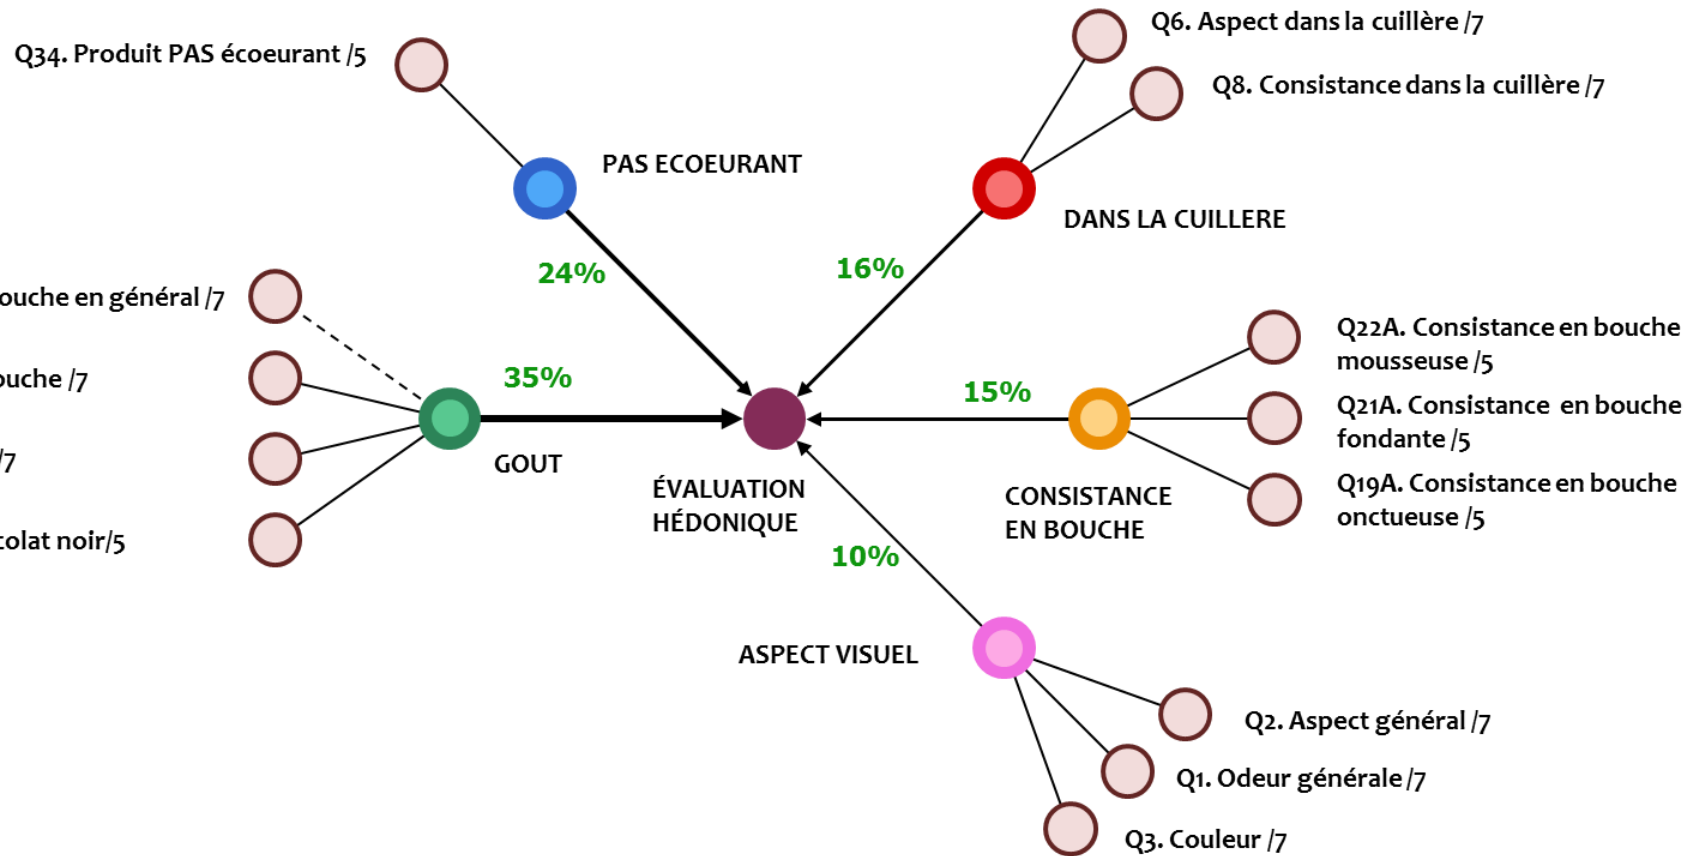 Q6. Aspect dans la cuillère /7
Q34. Produit PAS écoeurant /5
Q8. Consistance dans la cuillère /7
PAS ECOEURANT
DANS LA CUILLERE
24%
16%
ouche en général /7
Q22A. Consistance en bouche
mousseuse /5
ouche /7
35%
15%
Q21A. Consistance en bouche
fondante /5
/7
GOUT
ÉVALUATION
HÉDONIQUE
CONSISTANCE
EN BOUCHE
Q19A. Consistance en bouche
onctueuse /5
colat noir/5
10%
ASPECT VISUEL
Q2. Aspect général /7
Q1. Odeur générale /7
Q3. Couleur /7